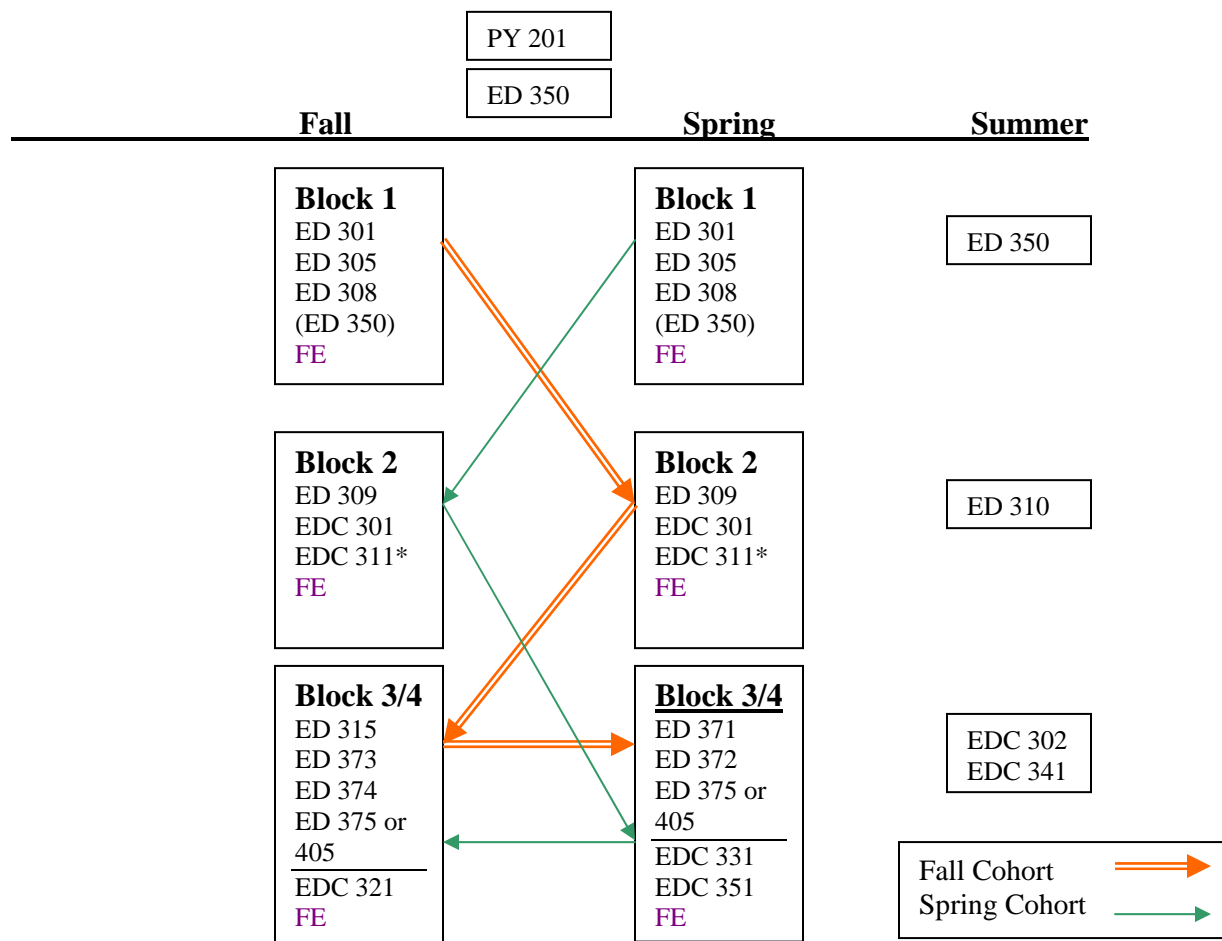 PY 201
ED 350
Fall
Spring
Summer
Block 1
ED 301
ED 305
ED 308
(ED 350)
FE
Block 1
ED 301
ED 305
ED 308
(ED 350)
FE
ED 350
Block 2
ED 309
EDC 301
EDC 311*
FE
Block 2
ED 309
EDC 301
EDC 311*
FE
ED 310
Block 3/4
ED 315
ED 373
ED 374
ED 375 or
405
EDC 321
FE
Block 3/4
ED 371
ED 372
ED 375 or
405
EDC 331
EDC 351
FE
EDC 302
EDC 341
Fall Cohort
Spring Cohort